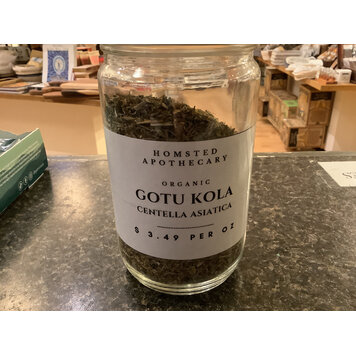 HOMSTED
APOTHECARY
ORGANIC
GOTU KOLA
CENTELLA ASIATICA
$ 3.49 PER OZ